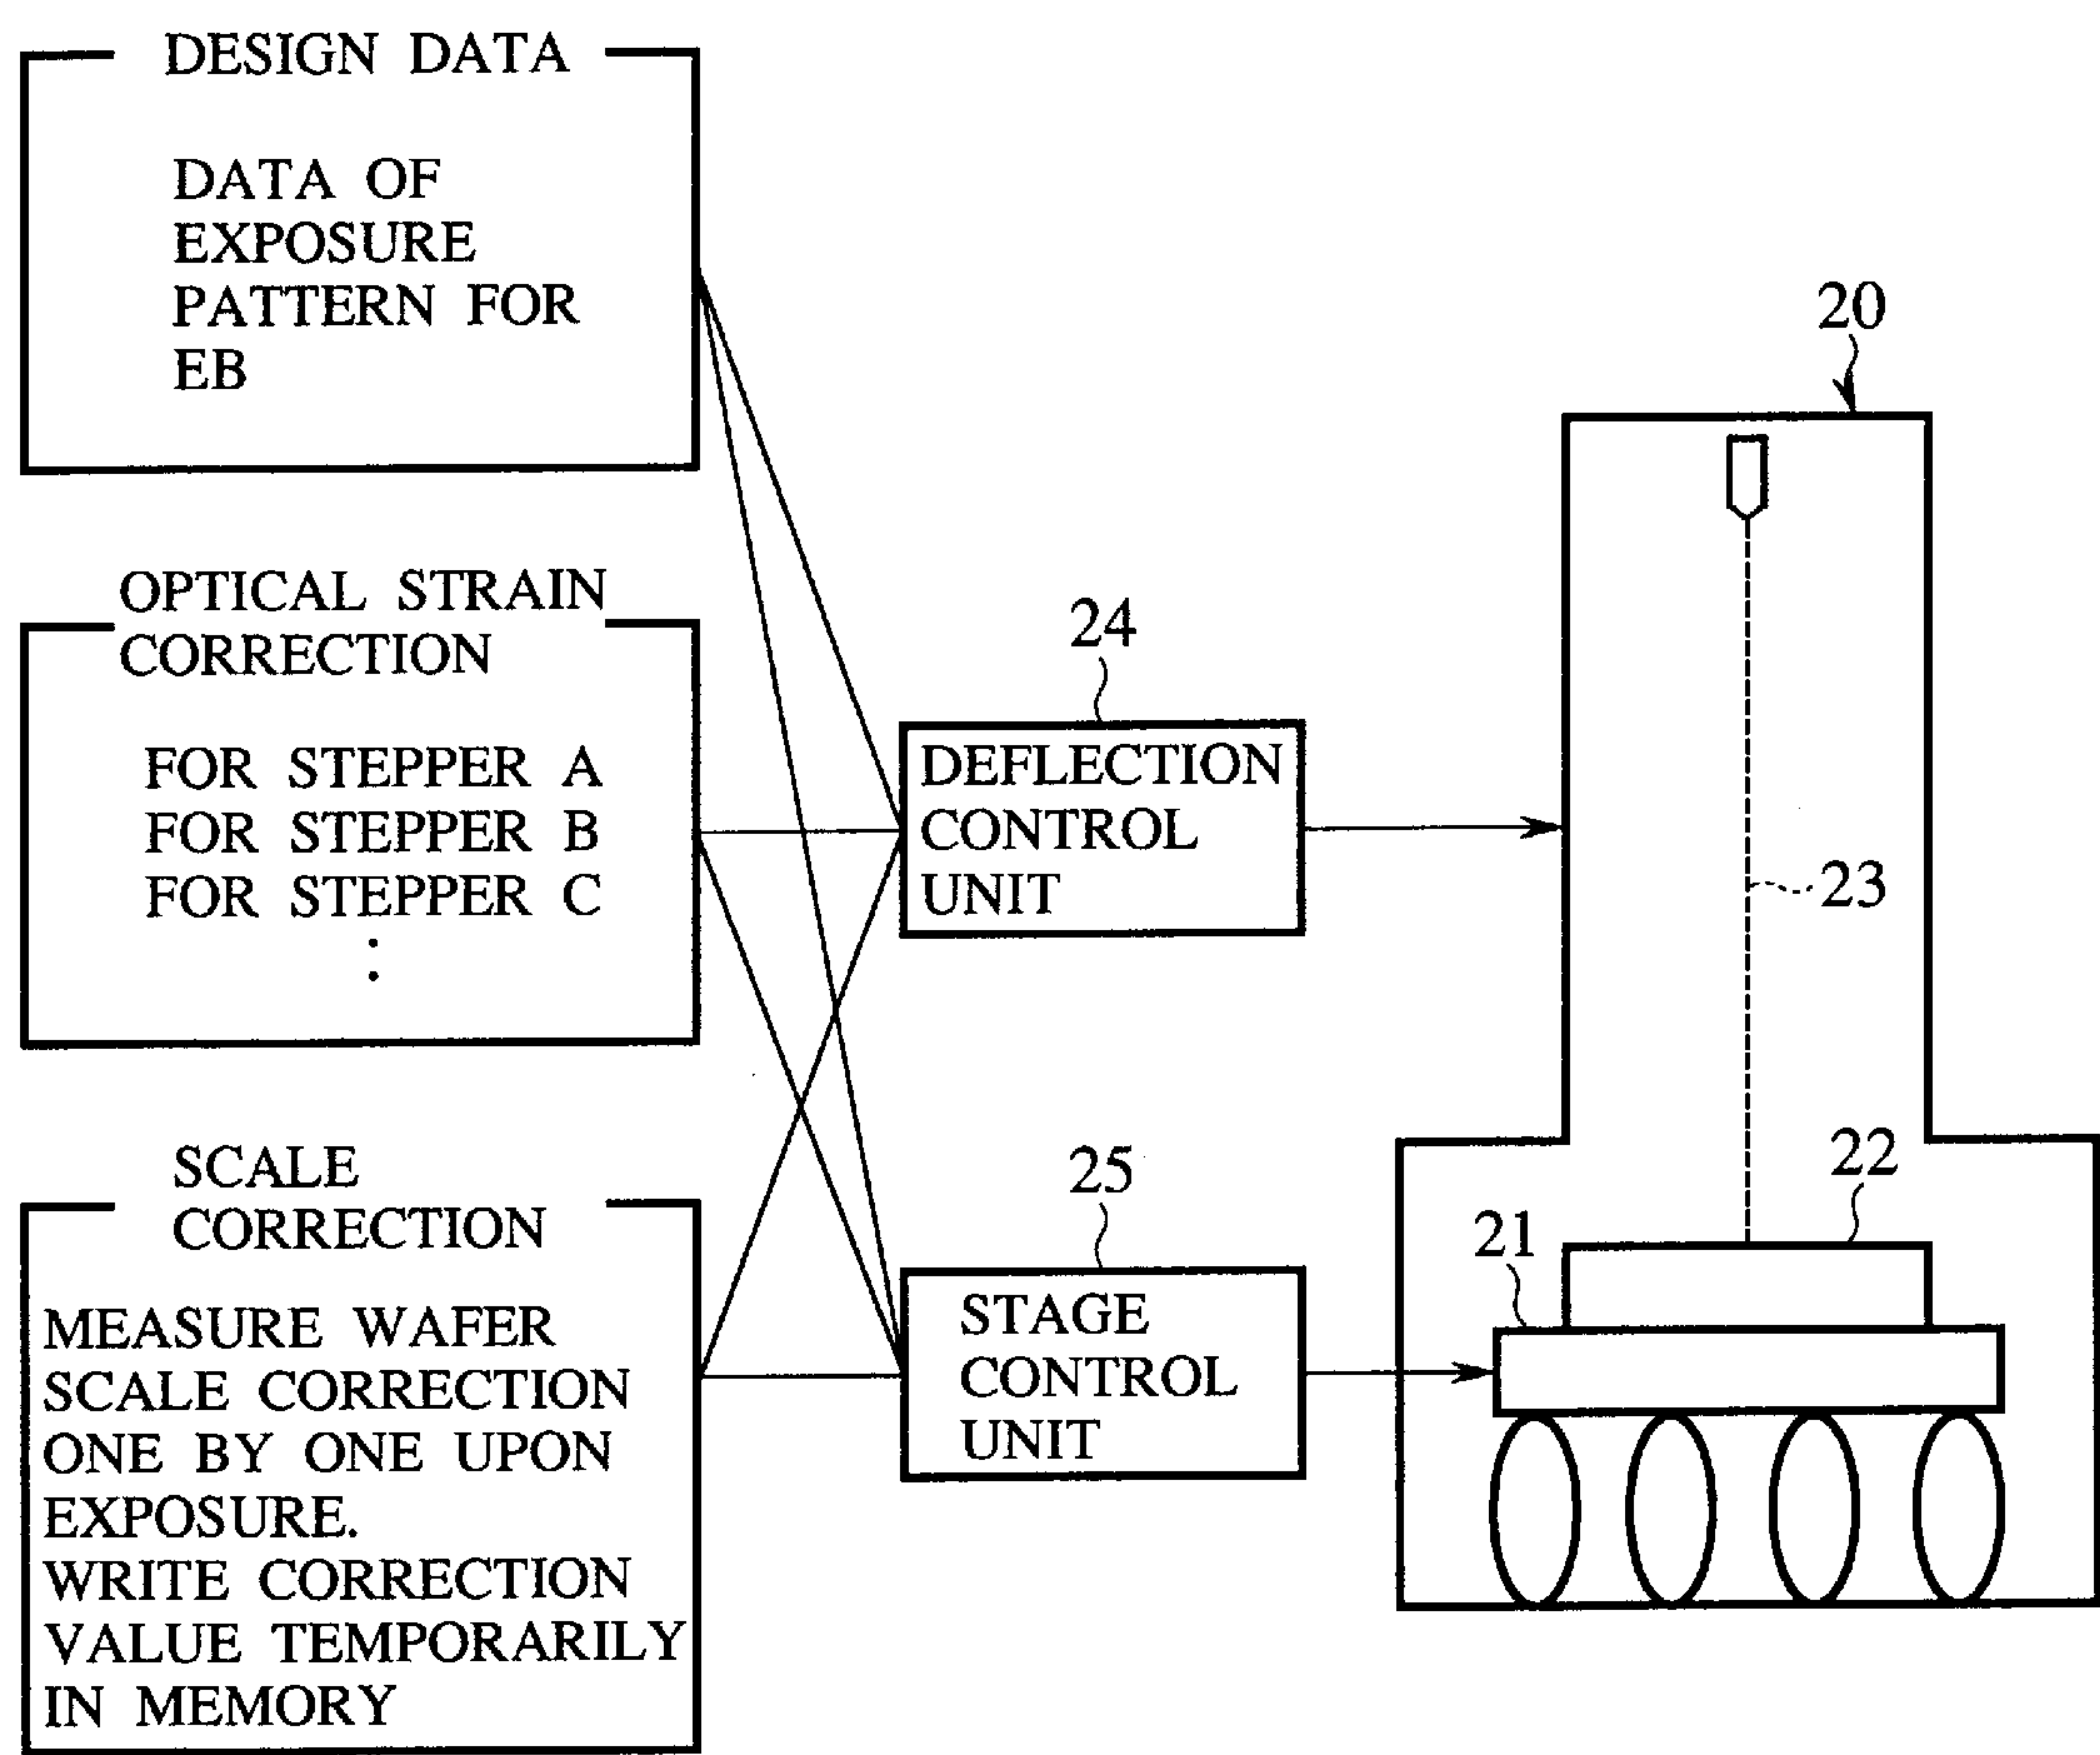 DESIGN DATA
DATA OF
EXPOSURE
PATTERN FOR
EB
OPTICAL STRAIN
CORRECTION
FOR STEPPER A
FOR STEPPER B
FOR STEPPER C
SCALE
CORRECTION
MEASURE WAFER
SCALE CORRECTION
ONE BY ONE UPON
EXPOSURE.
WRITE CORRECTION
VALUE TEMPORARILY
IN MEMORY
24
DEFLECTION
CONTROL
UNIT
25
STAGE
CONTROL
UNIT
20
23
22
21